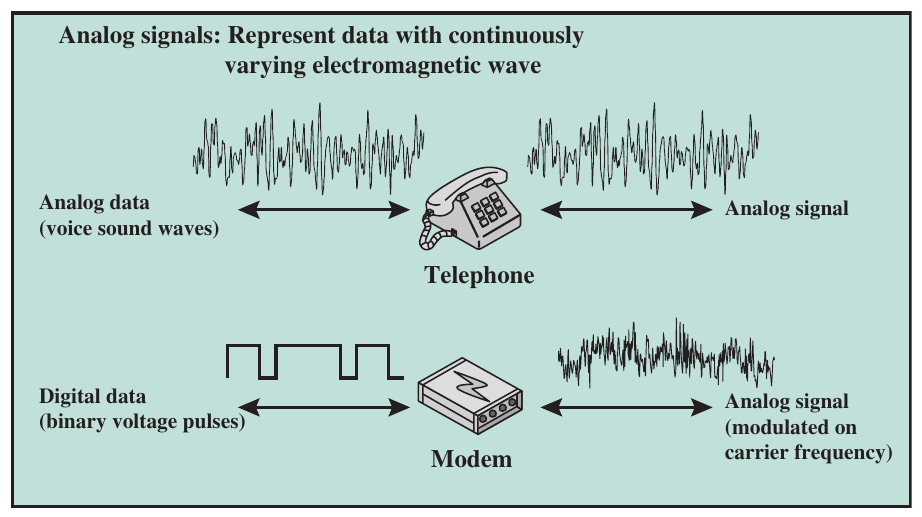 Analog signals: Represent data with continuously
varying electromagnetic wave
Analog data
(voice sound waves)
Analog signal
Telephone
Digital data
(binary voltage pulses)
Analog signal
(modulated on
carrier frequency)
Modem